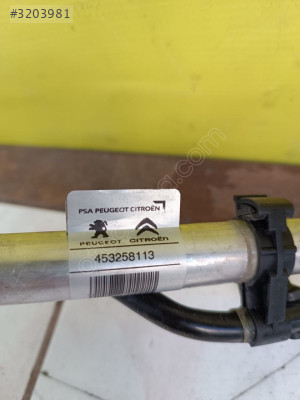 #3203981
PSA PEUGEOT CITROËN
PEUGEOT CITROËN
453258113